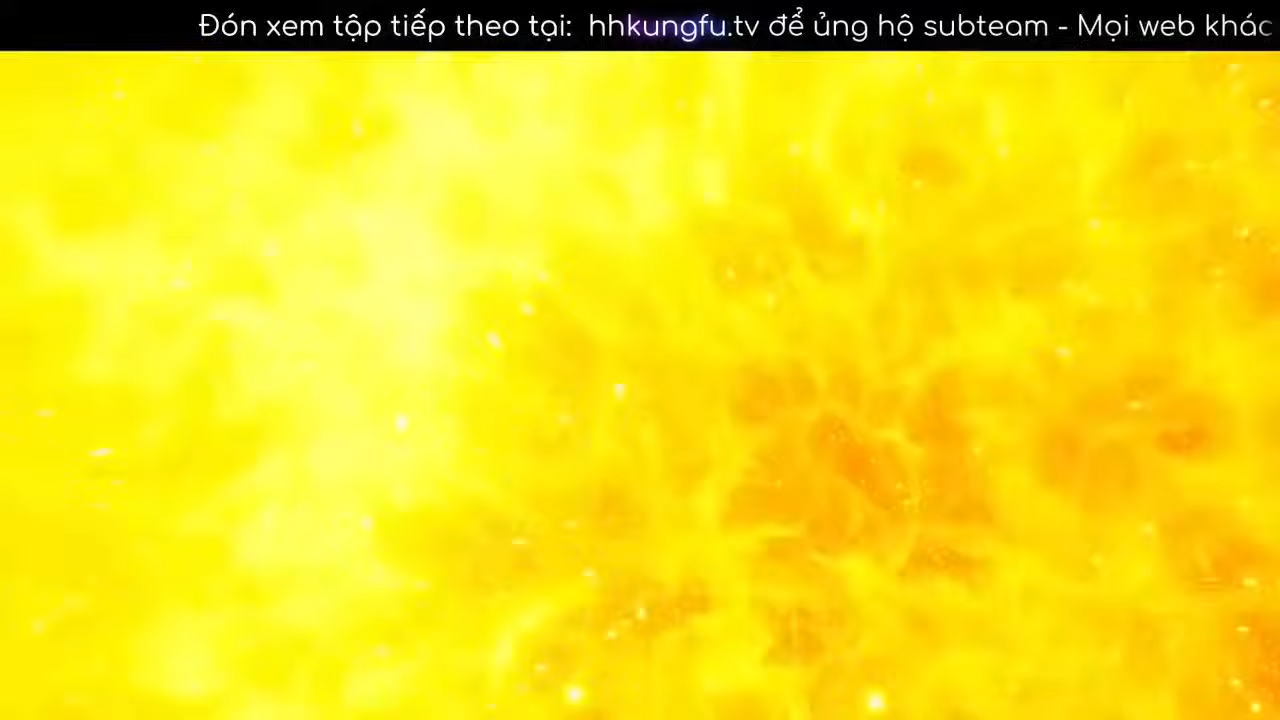 Đón xem tập tiếp theo tại: hhkungfu.tv để ủng hộ subteam - Mọi web khác